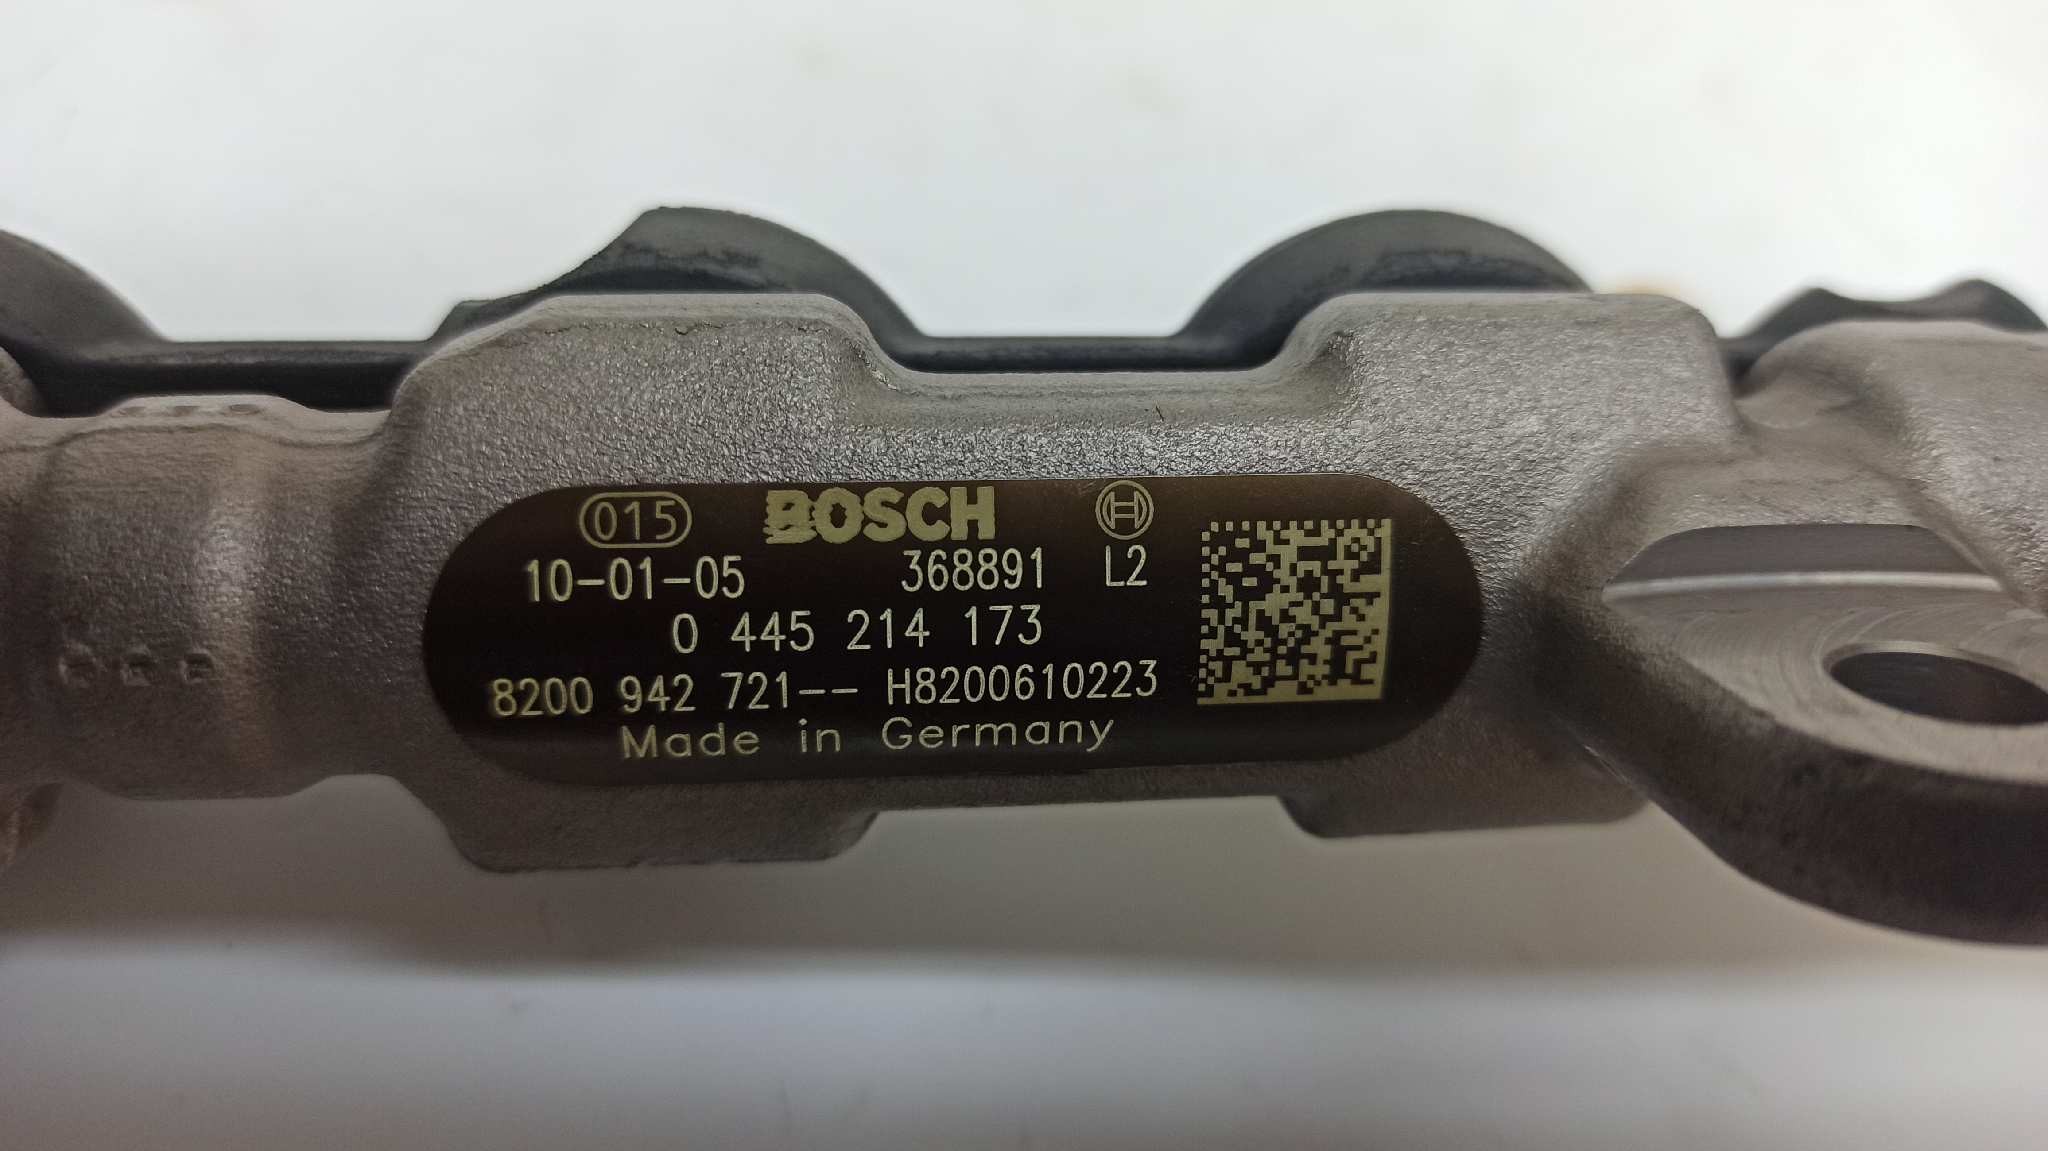 015 BOSCH
10-01-05 368891 L2
0 445 214 173
8200 942 721-- H8200610223
Made in Germany